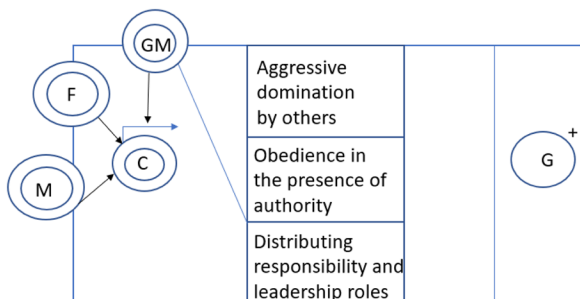 GM
F
C
M
Aggressive
domination
by others
Obedience in
the presence of
authority
Distributing
responsibility and
leadership roles
G
+